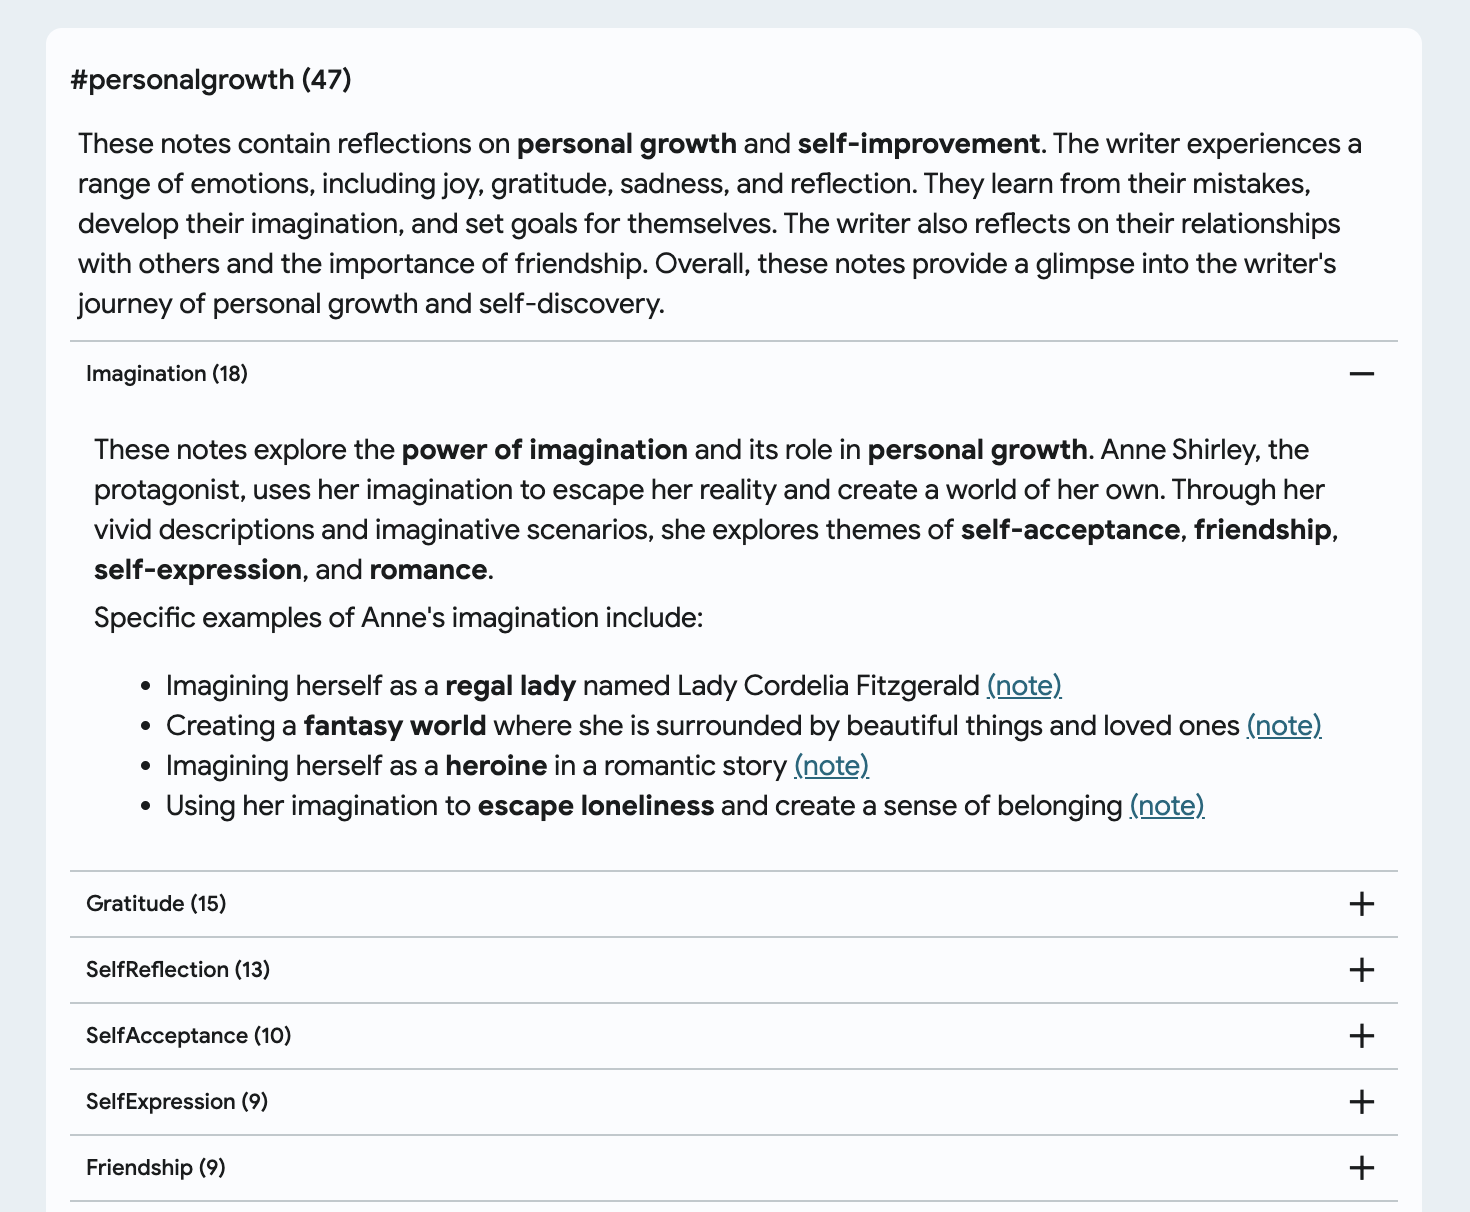 #personalgrowth (47)
These notes contain reflections on personal growth and self-improvement. The writer experiences a
range of emotions, including joy, gratitude, sadness, and reflection. They learn from their mistakes,
develop their imagination, and set goals for themselves. The writer also reflects on their relationships
with others and the importance of friendship. Overall, these notes provide a glimpse into the writer's
journey of personal growth and self-discovery.
Imagination (18)
These notes explore the power of imagination and its role in personal growth. Anne Shirley, the
protagonist, uses her imagination to escape her reality and create a world of her own. Through her
vivid descriptions and imaginative scenarios, she explores themes of self-acceptance, friendship,
self-expression, and romance.
Specific examples of Anne's imagination include:
• Imagining herself as a regal lady named Lady Cordelia Fitzgerald (note)
• Creating a fantasy world where she is surrounded by beautiful things and loved ones (note)
• Imagining herself as a heroine in a romantic story (note)
• Using her imagination to escape loneliness and create a sense of belonging (note)
Gratitude (15)
SelfReflection (13)
SelfAcceptance (10)
SelfExpression (9)
Friendship (9)